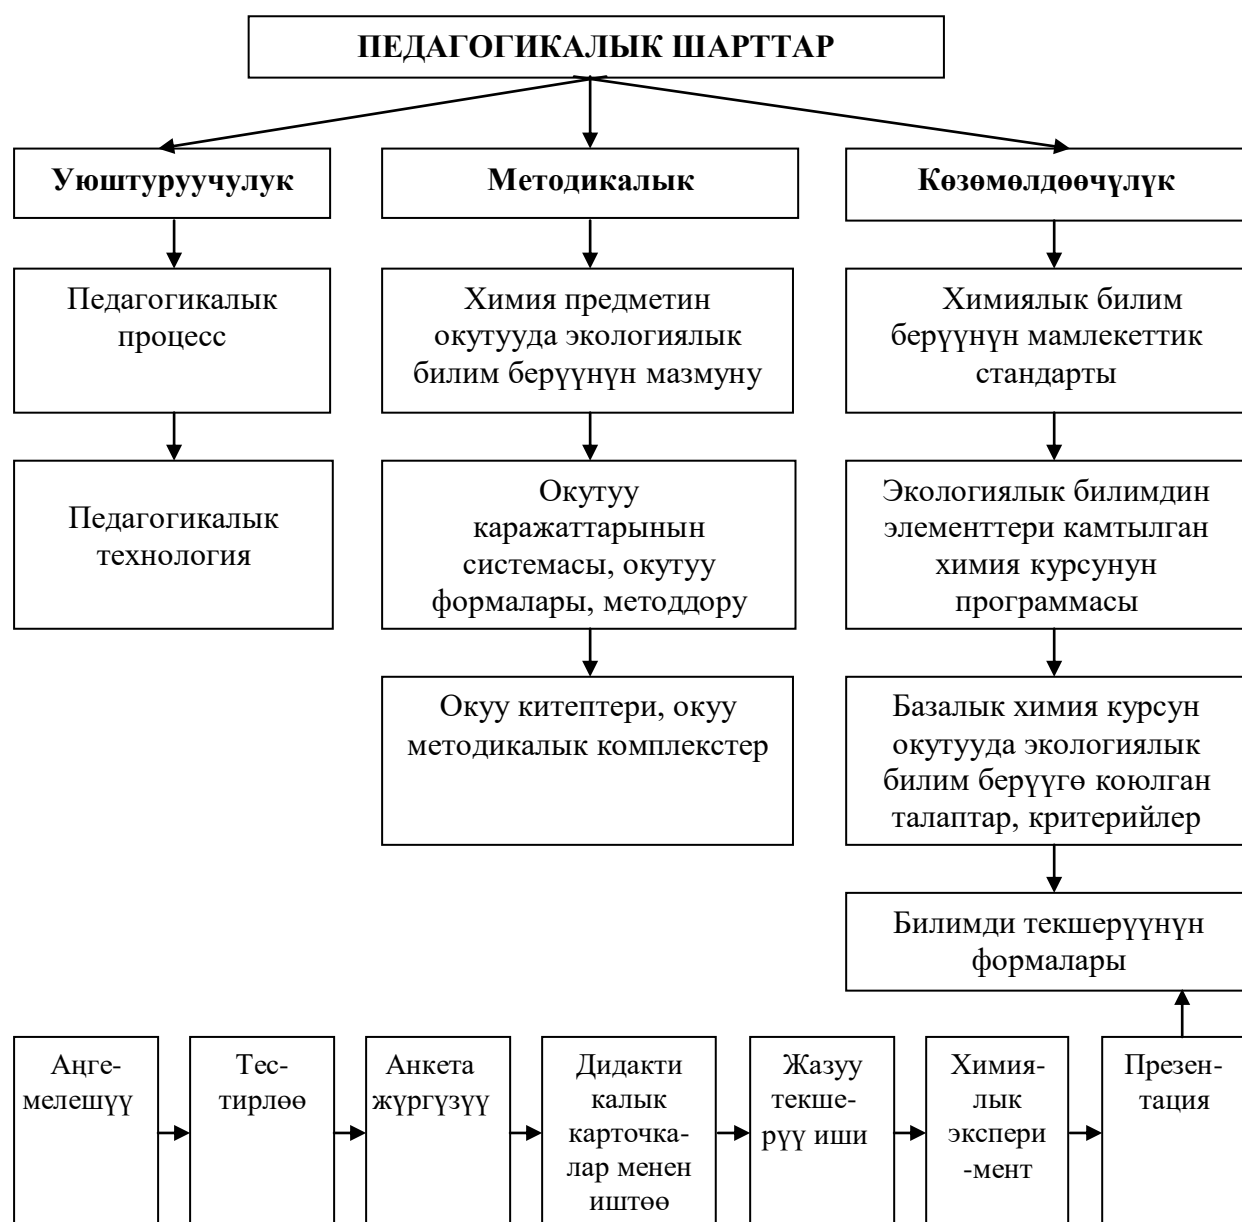 ПЕДАГОГИКАЛЫК ШАРТТАР
Уюштуруучулук
Методикалык
Көзөмөлдөөчүлүк
Педагогикалык
процесс
Химия предметин
окутууда экологиялык
билим берүүнүн мазмуну
Химиялык билим
берүүнүн мамлекеттик
стандарты
Педагогикалык
технология
Окутуу
каражаттарынын
системасы, окутуу
формалары, методдору
Экологиялык билимдин
элементтери камтылган
химия курсунун
программасы
Окуу китептери, окуу
методикалык комплекстер
Базалык химия курсун
окутууда экологиялык
билим берүүгө коюлган
талаптар, критерийлер
Билимди текшерүүнүн
формалары
Аңге-
мелешүү
Тес-
тирлөө
Анкета
жүргүзүү
Дидакти
калык
карточка-
лар менен
иштөө
Жазуу
текше-
рүү иши
Химия-
лык
экспери
-мент
Презен-
тация